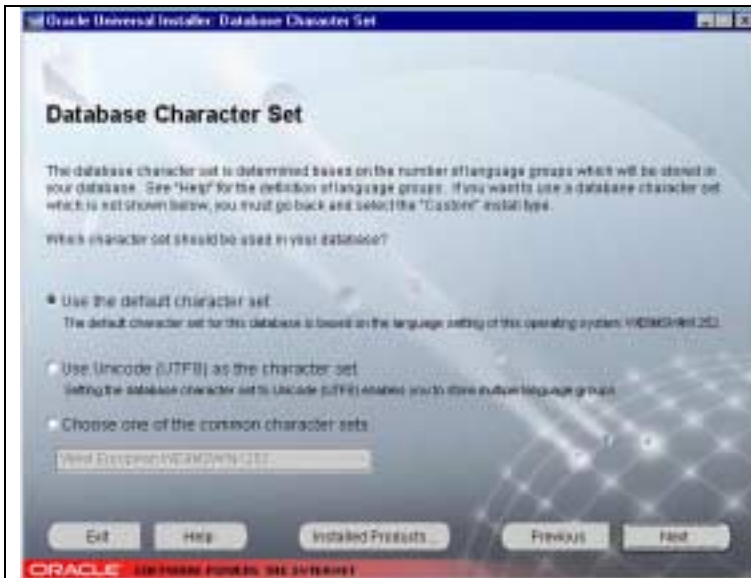 Oracle Universal Installer: Database Character Set
Database Character Set
The database character set is determined based on the number of language groups which will be stored in
your database. See "Help" for the definition of language groups. If you want to use a database character set
which is not shown below, you must go back and select the "Custom" install type.
Which character set should be used in your database?
Use the default character set
The default character set for this database is based on the language setting of this operating system: WE8MSWIN1252.
Use Unicode (UTF8) as the character set
Setting the database character set to Unicode (UTF8) enables you to store multiple language groups.
Choose one of the common character sets
West European WE8MSWIN1252
Exit
Help
Installed Products...
Previous
Next
ORACLE SOFTWARE POWERS THE INTERNET